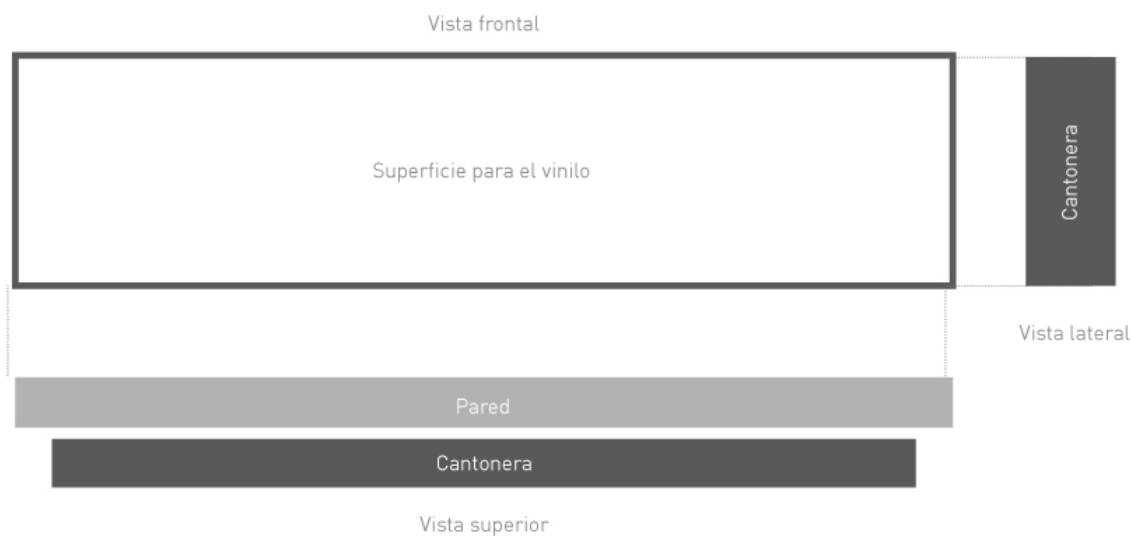 Vista frontal
Superficie para el vinilo
Cantonera
Vista lateral
Pared
Cantonera
Vista superior